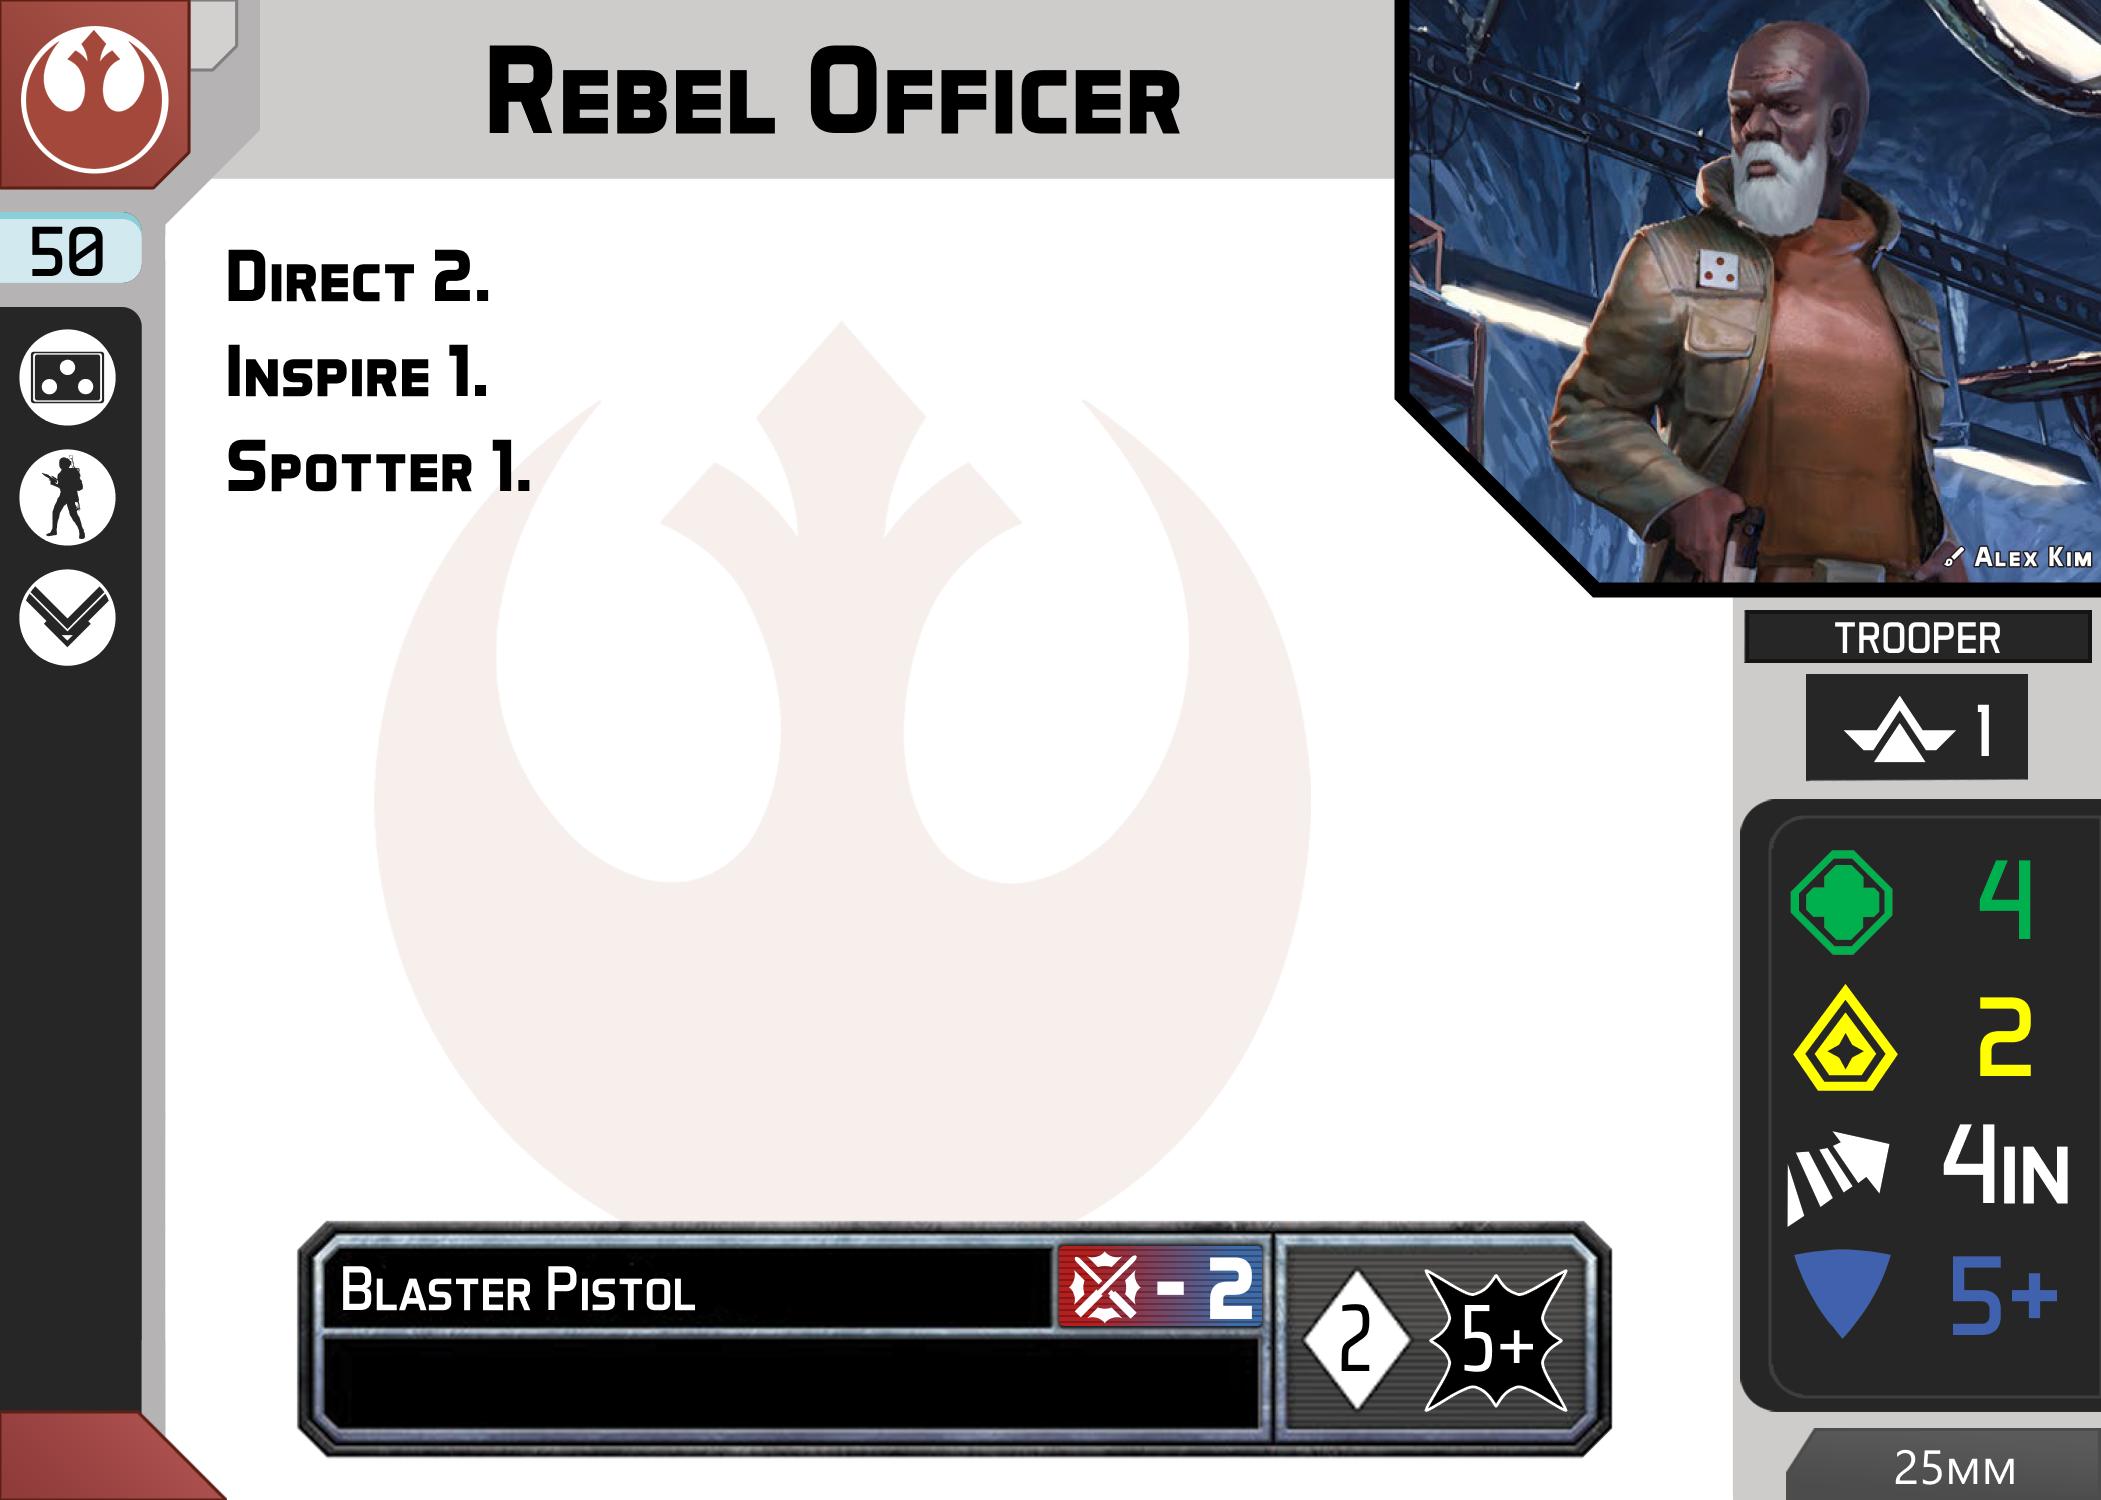 Rebel Officer
50
Direct 2.
Inspire 1.
Spotter 1.
Alex Kim
TROOPER
1
4
2
4in
5+
Blaster Pistol
- 2
2
5+
25mm